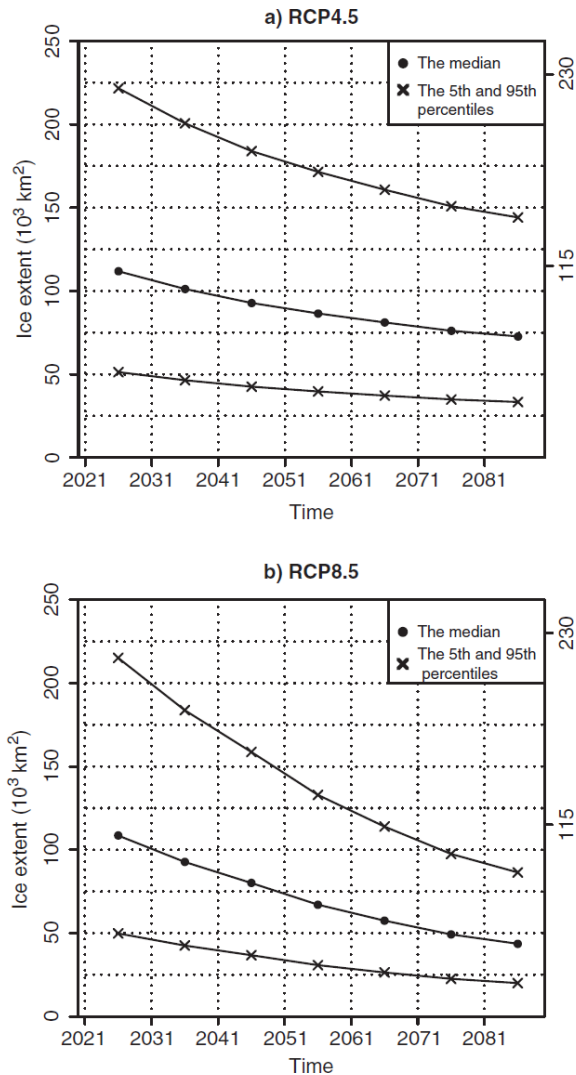 a) RCP4.5
250
200
150
100
50
0
Ice extent (10³ km²)
The median
The 5th and 95th
percentiles
230
115
2021 2031 2041 2051 2061 2071 2081
Time
b) RCP8.5
250
200
150
100
50
0
Ice extent (10³ km²)
The median
The 5th and 95th
percentiles
230
115
2021 2031 2041 2051 2061 2071 2081
Time